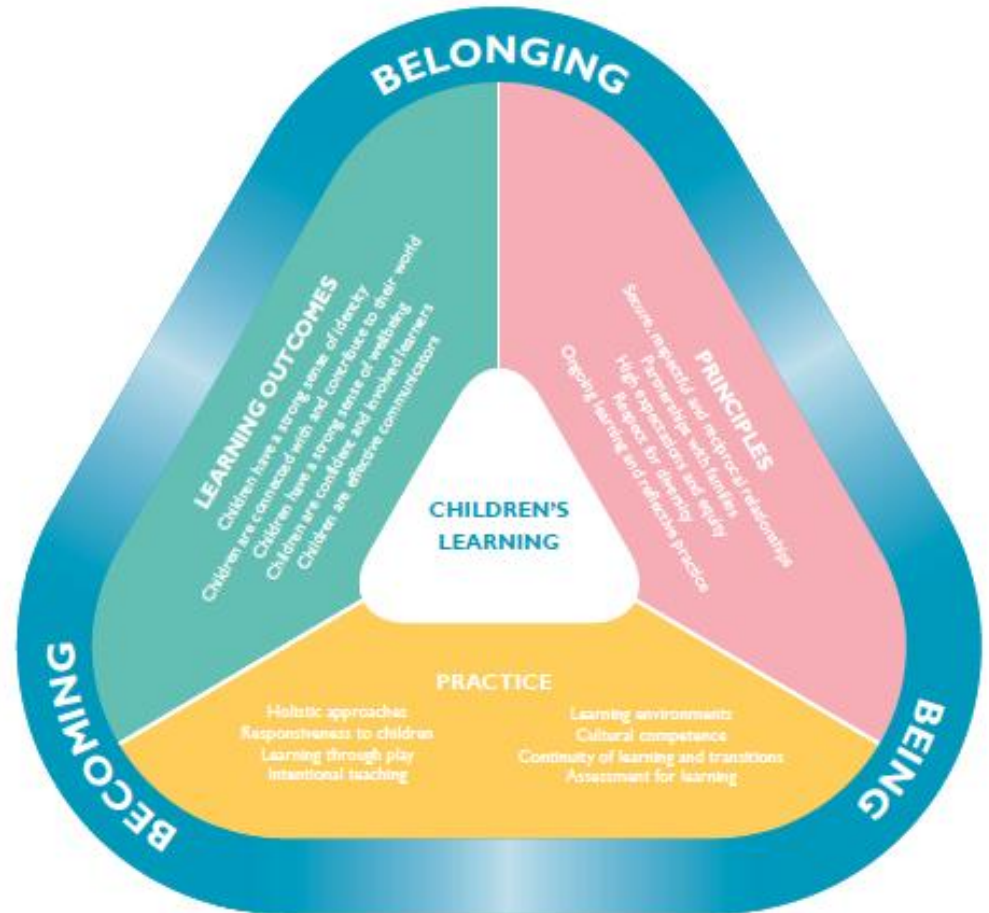 BELONGING
LEARNING OUTCOMES
Children have a strong sense of identity
Children are connected with and contribute to their world
Children have a strong sense of wellbeing
Children are confident and involved learners
Children are effective communicators
PRINCIPLES
Secure, respectful and reciprocal relationships
Partnerships with families
High expectations and equity
Respect for diversity
Ongoing learning and reflective practice
CHILDREN'S
LEARNING
PRACTICE
Holistic approaches
Responsiveness to children
Learning through play
Intentional teaching
Learning environments
Cultural competence
Continuity of learning and transitions
Assessment for learning
BECOMING
BEING